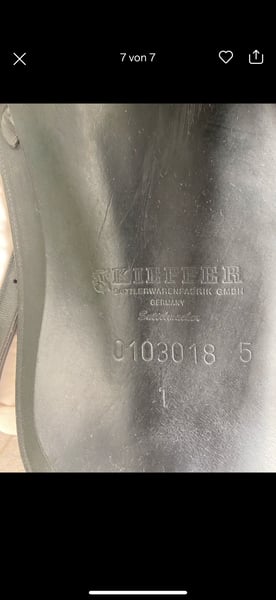 7 von 7
KIEFFER
SATTLERWARENFABRIK GMBH
GERMANY
0103018 5
1